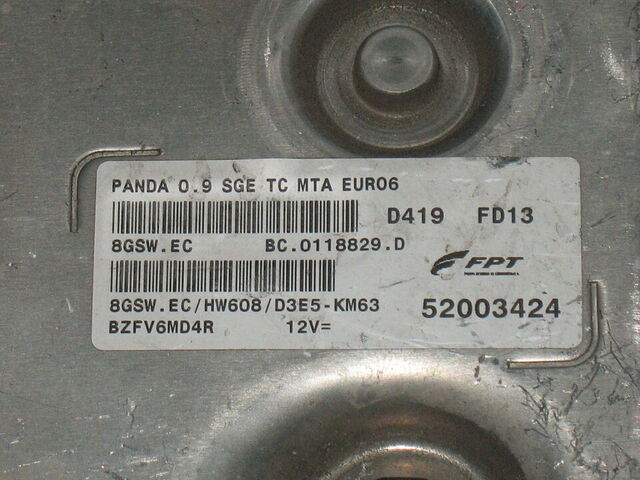 PANDA 0.9 SGE TC MTA EURO6
D419 FD13
8GSW.EC BC.0118829.D
FPT
8GSW.EC/HW608/D3E5-KM63
52003424
BZFV6MD4R 12V=